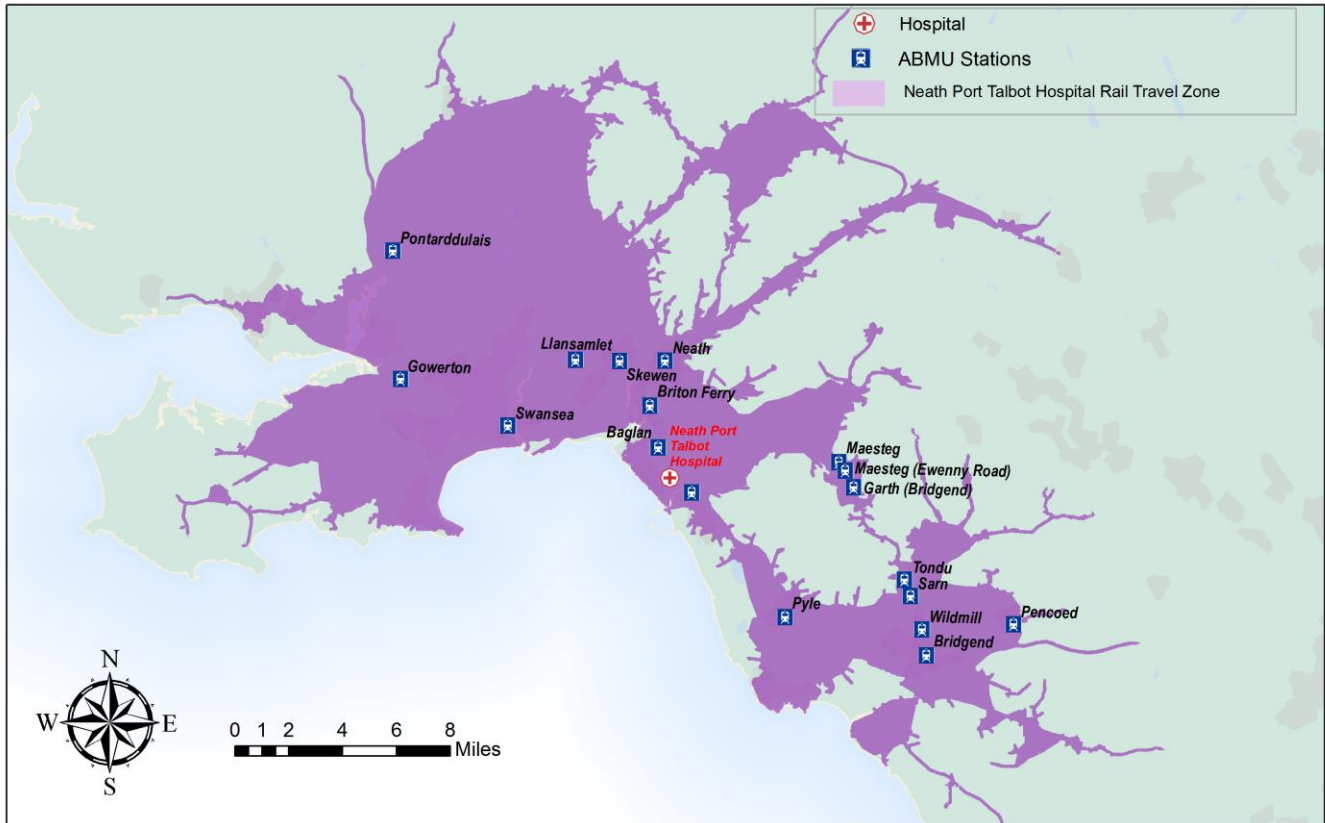 Hospital
ABMU Stations
Neath Port Talbot Hospital Rail Travel Zone
Pontarddulais
Llansamlet
Neath
Gowerton
Skewen
Briton Ferry
Swansea
Baglan
Neath Port
Talbot
Hospital
Maesteg
Maesteg (Ewenny Road)
Garth (Bridgend)
Tondu
Sarn
Pyle
Wildmill
Pencoed
Bridgend
N
W
E
S
0 1 2 4 6 8
Miles